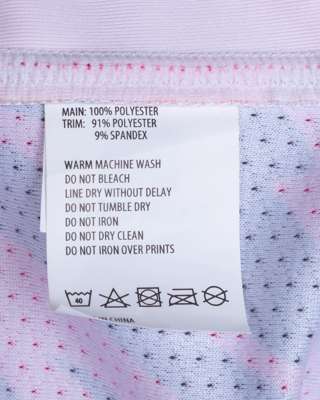 MAIN: 100% POLYESTER
TRIM: 91% POLYESTER
9% SPANDEX
WARM MACHINE WASH
DO NOT BLEACH
LINE DRY WITHOUT DELAY
DO NOT TUMBLE DRY
DO NOT IRON
DO NOT DRY CLEAN
DO NOT IRON OVER PRINTS
40
CHINA